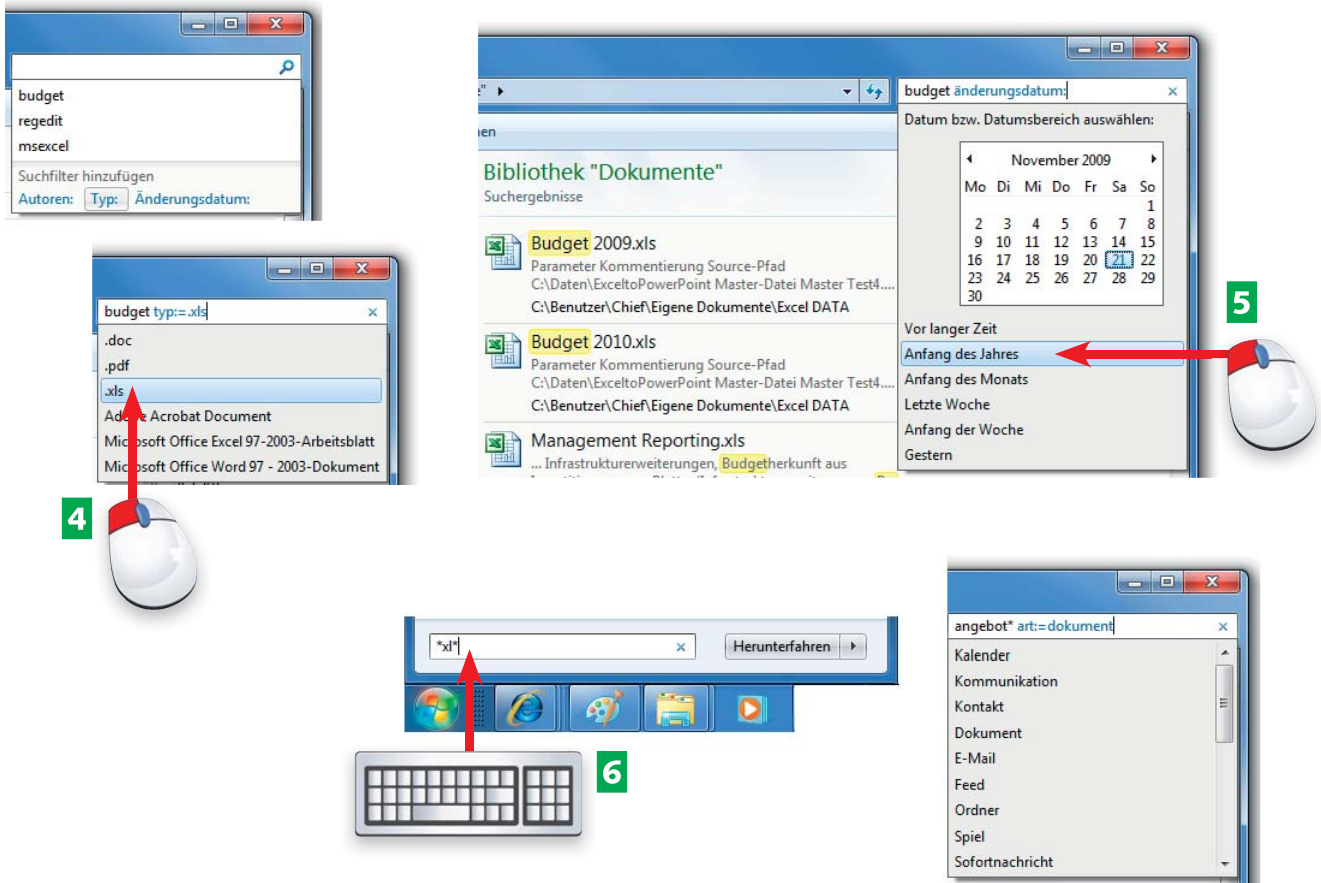 budget
regedit
msexcel
Suchfilter hinzufügen
Autoren: Typ: Änderungsdatum:
budget typ:=.xls
.doc
.pdf
.xls
Adobe Acrobat Document
Microsoft Office Excel 97-2003-Arbeitsblatt
Microsoft Office Word 97 - 2003-Dokument
4
budget änderungsdatum:
Bibliothek "Dokumente"
Suchergebnisse
Budget 2009.xls
Parameter Kommentierung Source-Pfad
C:\Daten\ExceltoPowerPoint Master-Datei Master Test4....
C:\Benutzer\Chief\Eigene Dokumente\Excel DATA
Budget 2010.xls
Parameter Kommentierung Source-Pfad
C:\Daten\ExceltoPowerPoint Master-Datei Master Test4....
C:\Benutzer\Chief\Eigene Dokumente\Excel DATA
Management Reporting.xls
... Infrastrukturerweiterungen, Budgetherkunft aus
Datum bzw. Datumsbereich auswählen:
November 2009
Mo Di Mi Do Fr Sa So
1
2 3 4 5 6 7 8
9 10 11 12 13 14 15
16 17 18 19 20 21 22
23 24 25 26 27 28 29
30
Vor langer Zeit
Anfang des Jahres
Anfang des Monats
Letzte Woche
Anfang der Woche
Gestern
5
*xl*
Herunterfahren
6
angebot* art:=dokument
Kalender
Kommunikation
Kontakt
Dokument
E-Mail
Feed
Ordner
Spiel
Sofortnachricht